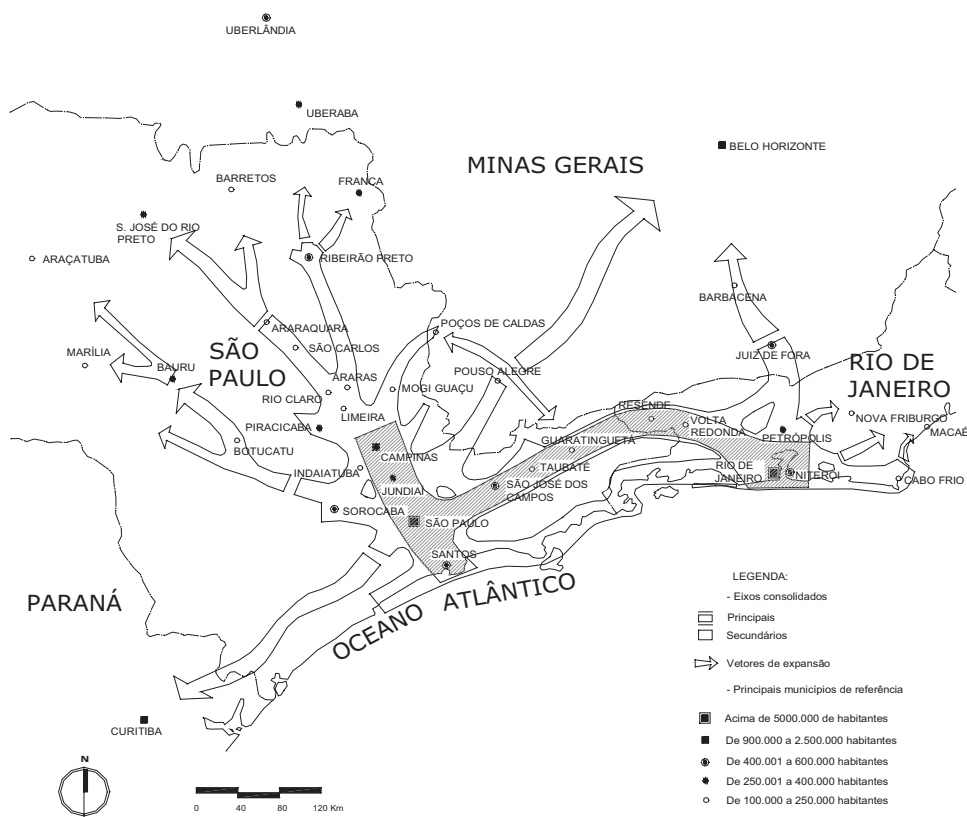 UBERLÂNDIA
UBERABA
MINAS GERAIS
BELO HORIZONTE
BARRETOS
FRANÇA
S. JOSÉ DO RIO
PRETO
ARAÇATUBA
RIBEIRÃO PRETO
BARBACENA
ARARAQUARA
POÇOS DE CALDAS
SÃO
PAULO
SÃO CARLOS
MARÍLIA
BAURU
JUIZ DE FORA
RIO DE
JANEIRO
POUSO ALEGRE
ARARAS
MOGI GUAÇU
RIO CLARO
LIMEIRA
RESENDE
VOLTA
REDONDA
NOVA FRIBURGO
MACAÉ
PIRACICABA
PETRÓPOLIS
BOTUCATU
GUARATINGUETÁ
CAMPINAS
INDAIATUBA
TAUBATÉ
RIO DE
JANEIRO
NITEROI
CABO FRIO
JUNDIAI
SÃO JOSÉ DOS
CAMPOS
SOROCABA
SÃO PAULO
SANTOS
PARANÁ
OCEANO ATLÂNTICO
CURITIBA
LEGENDA:
- Eixos consolidados
Principais
Secundários
Vetores de expansão
- Principais municípios de referência
Acima de 5000.000 de habitantes
De 900.000 a 2.500.000 habitantes
De 400.001 a 600.000 habitantes
De 250.001 a 400.000 habitantes
De 100.000 a 250.000 habitantes
N
0 40 80 120 Km